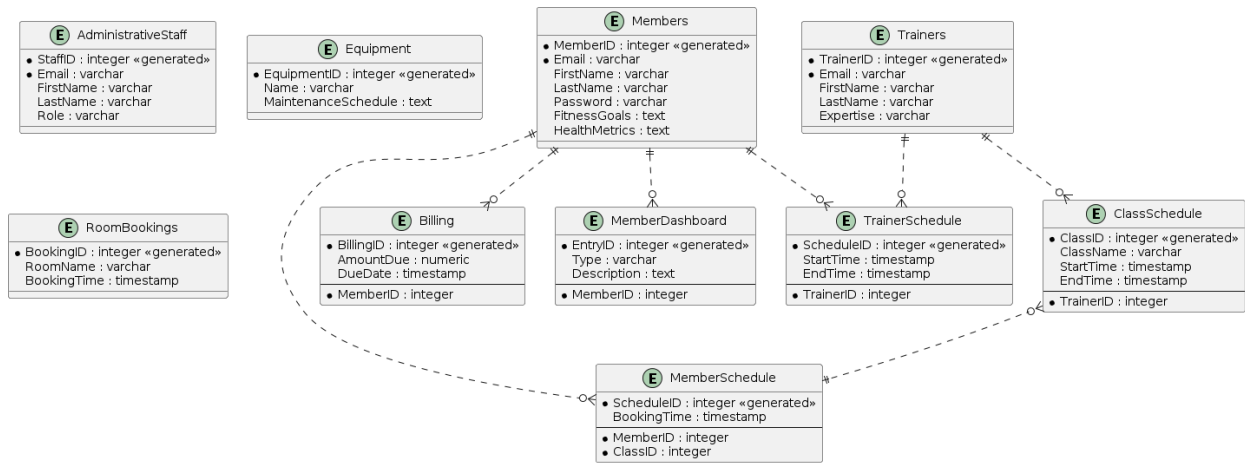 E AdministrativeStaff
* StaffID : integer «generated»
* Email : varchar
FirstName : varchar
LastName : varchar
Role : varchar
E Equipment
* EquipmentID : integer «generated»
Name : varchar
MaintenanceSchedule : text
E Members
* MemberID : integer «generated»
* Email : varchar
FirstName : varchar
LastName : varchar
Password : varchar
FitnessGoals : text
HealthMetrics : text
E Trainers
* TrainerID : integer «generated»
* Email : varchar
FirstName : varchar
LastName : varchar
Expertise : varchar
E RoomBookings
* BookingID : integer «generated»
RoomName : varchar
BookingTime : timestamp
E Billing
* BillingID : integer «generated»
AmountDue : numeric
DueDate : timestamp
* MemberID : integer
E MemberDashboard
* EntryID : integer «generated»
Type : varchar
Description : text
* MemberID : integer
E TrainerSchedule
* ScheduleID : integer «generated»
StartTime : timestamp
EndTime : timestamp
* TrainerID : integer
E ClassSchedule
* ClassID : integer «generated»
ClassName : varchar
StartTime : timestamp
EndTime : timestamp
* TrainerID : integer
E MemberSchedule
* ScheduleID : integer «generated»
BookingTime : timestamp
* MemberID : integer
* ClassID : integer